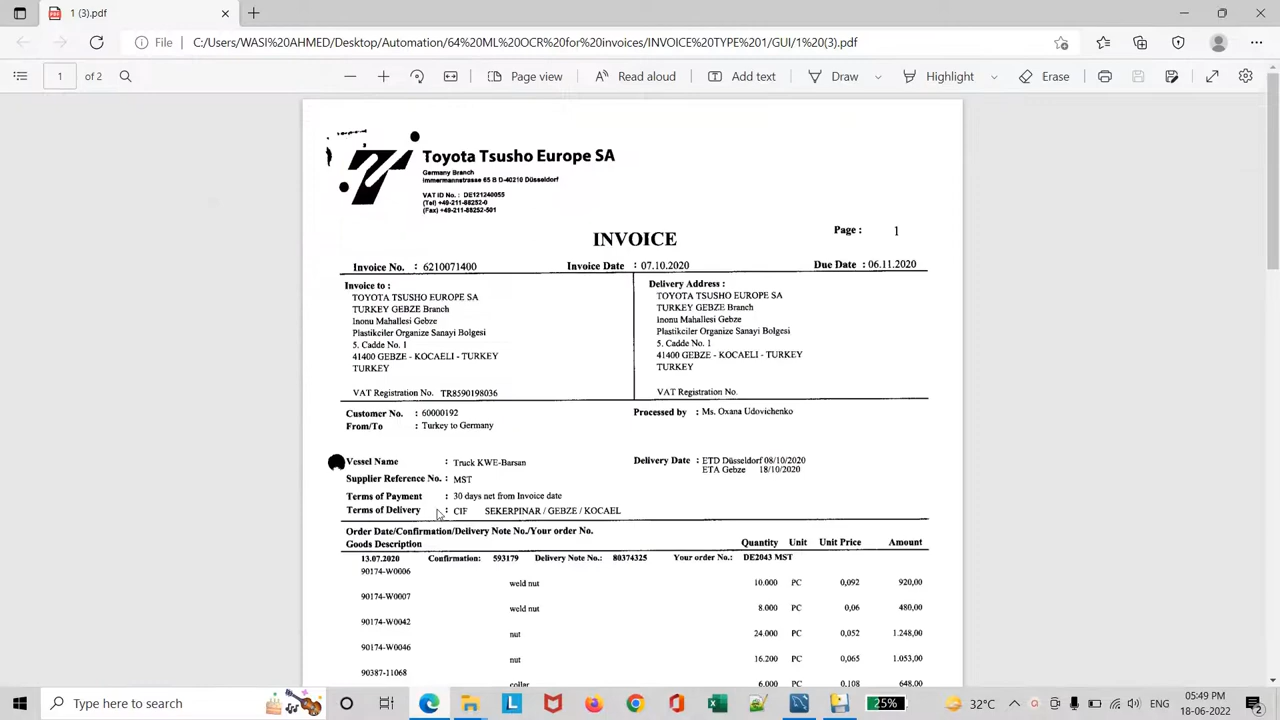 1 (3).pdf
File
C:/Users/WASI%20AHMED/Desktop/Automation/64%20ML%20OCR%20for%20invoices/INVOICE%20TYPE%201/GUI/1%20(3).pdf
1 of 2
Page view
Read aloud
Add text
Draw
Highlight
Erase
Toyota Tsusho Europe SA
Germany Branch
Immermannstrasse 65 B D-40210 Düsseldorf
VAT ID No. : DE121240055
(Tel) +49-211-68252-0
(Fax) +49-211-68252-501
Page : 1
INVOICE
Invoice No. : 6210071400 Invoice Date : 07.10.2020 Due Date : 06.11.2020
Invoice to :
TOYOTA TSUSHO EUROPE SA
TURKEY GEBZE Branch
Inonu Mahallesi Gebze
Plastikciler Organize Sanayi Bolgesi
5. Cadde No. 1
41400 GEBZE - KOCAELI - TURKEY
TURKEY
VAT Registration No. TR8590198036
Delivery Address :
TOYOTA TSUSHO EUROPE SA
TURKEY GEBZE Branch
Inonu Mahallesi Gebze
Plastikciler Organize Sanayi Bolgesi
5. Cadde No. 1
41400 GEBZE - KOCAELI - TURKEY
TURKEY
VAT Registration No.
Customer No. : 60000192 Processed by : Ms. Oxana Udovichenko
From/To : Turkey to Germany
Vessel Name : Truck KWE-Barsan Delivery Date : ETD Düsseldorf 08/10/2020
ETA Gebze 18/10/2020
Supplier Reference No. : MST
Terms of Payment : 30 days net from Invoice date
Terms of Delivery : CIF SEKERPINAR / GEBZE / KOCAEL
Order Date/Confirmation/Delivery Note No./Your order No.
Goods Description Quantity Unit Unit Price Amount
13.07.2020 Confirmation: 593179 Delivery Note No.: 80374325 Your order No.: DE2043 MST
90174-W0006
weld nut 10.000 PC 0,092 920,00
90174-W0007
weld nut 8.000 PC 0,06 480,00
90174-W0042
nut 24.000 PC 0,052 1.248,00
90174-W0046
nut 16.200 PC 0,065 1.053,00
90387-11068
collar 6.000 PC 0,108 648,00
Type here to search
25%
32°C
ENG
05:49 PM
18-06-2022
2